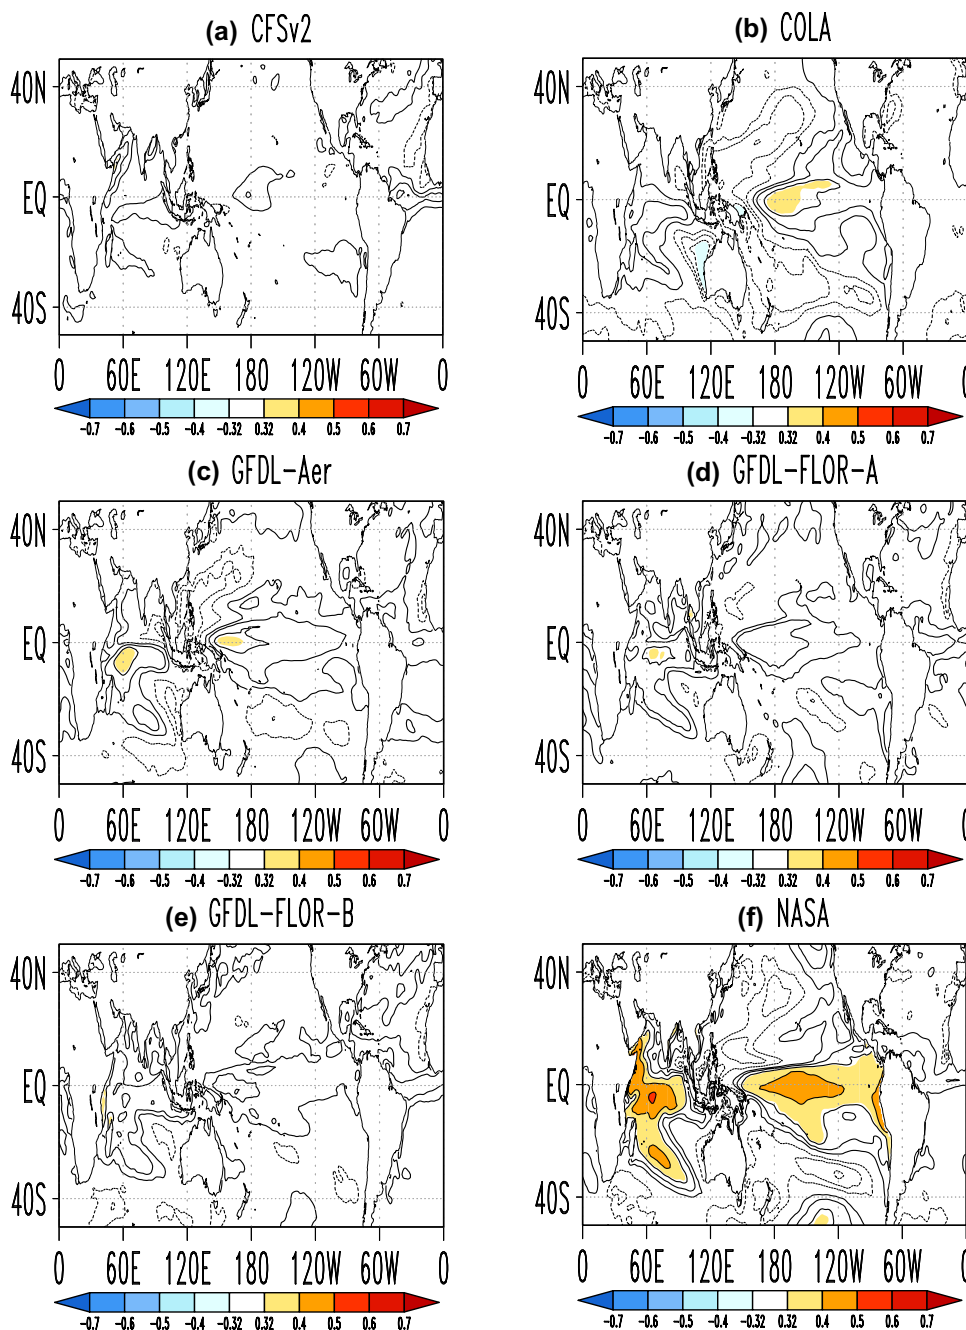 (a) CFSv2
(b) COLA
40N
EQ
40S
0 60E 120E 180 120W 60W 0
-0.7 -0.6 -0.5 -0.4 -0.32 0.32 0.4 0.5 0.6 0.7
40N
EQ
40S
0 60E 120E 180 120W 60W
-0.7 -0.6 -0.5 -0.4 -0.32 0.32 0.4 0.5 0.6 0.7
(c) GFDL-Aer
(d) GFDL-FLOR-A
40N
EQ
40S
0 60E 120E 180 120W 60W 0
-0.7 -0.6 -0.5 -0.4 -0.32 0.32 0.4 0.5 0.6 0.7
40N
EQ
40S
0 60E 120E 180 120W 60W
-0.7 -0.6 -0.5 -0.4 -0.32 0.32 0.4 0.5 0.6 0.7
(e) GFDL-FLOR-B
(f) NASA
40N
EQ
40S
0 60E 120E 180 120W 60W 0
-0.7 -0.6 -0.5 -0.4 -0.32 0.32 0.4 0.5 0.6 0.7
40N
EQ
40S
0 60E 120E 180 120W 60W
-0.7 -0.6 -0.5 -0.4 -0.32 0.32 0.4 0.5 0.6 0.7